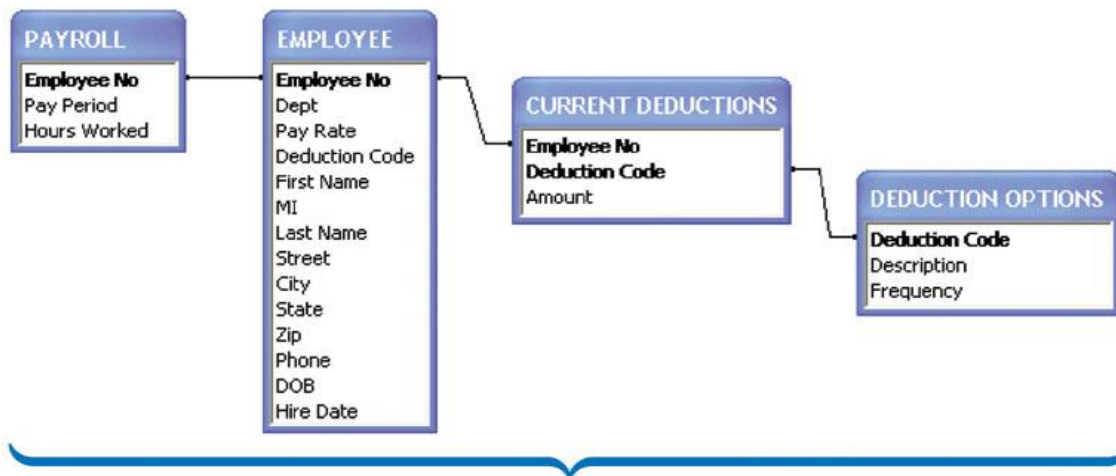 PAYROLL
Employee No
Pay Period
Hours Worked
EMPLOYEE
Employee No
Dept
Pay Rate
Deduction Code
First Name
MI
Last Name
Street
City
State
Zip
Phone
DOB
Hire Date
CURRENT DEDUCTIONS
Employee No
Deduction Code
Amount
DEDUCTION OPTIONS
Deduction Code
Description
Frequency